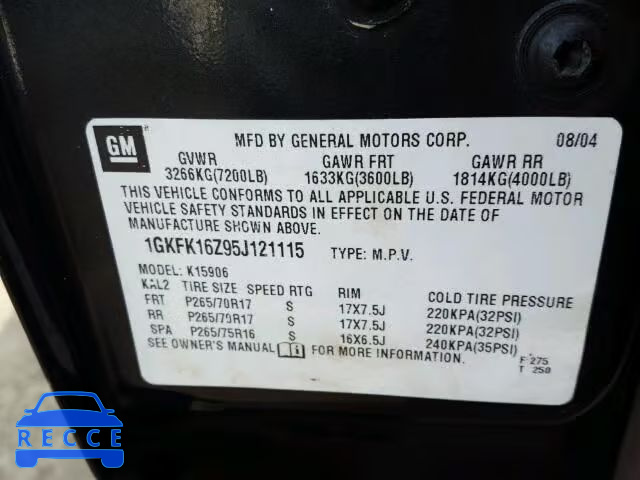 GM
MFD BY GENERAL MOTORS CORP. 08/04
GVWR GAWR FRT GAWR RR
3266KG(7200LB) 1633KG(3600LB) 1814KG(4000LB)
THIS VEHICLE CONFORMS TO ALL APPLICABLE U.S. FEDERAL MOTOR
VEHICLE SAFETY STANDARDS IN EFFECT ON THE DATE OF
MANUFACTURE SHOWN ABOVE.
1GKFK16Z95J121115 TYPE: M.P.V.
MODEL: K15906
KAL2 TIRE SIZE SPEED RTG RIM COLD TIRE PRESSURE
FRT P265/70R17 S 17X7.5J 220KPA(32PSI)
RR P265/70R17 S 17X7.5J 220KPA(32PSI)
SPA P265/75R16 S 16X6.5J 240KPA(35PSI)
SEE OWNER'S MANUAL FOR MORE INFORMATION.
F 275
T 250
RECCE